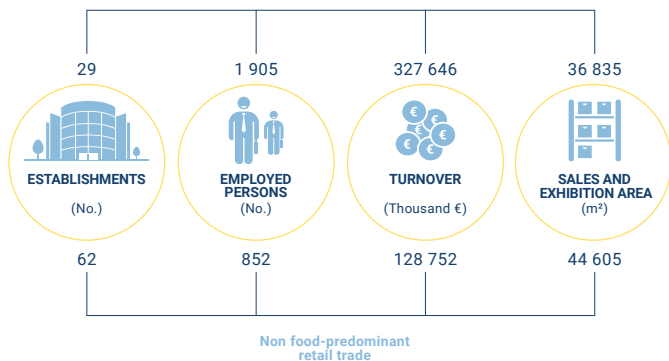 29
1 905
327 646
36 835
€
€
€
€
€
€
ESTABLISHMENTS
(No.)
EMPLOYED
PERSONS
(No.)
TURNOVER
(Thousand €)
SALES AND
EXHIBITION AREA
(m²)
62
852
128 752
44 605
Non food-predominant
retail trade